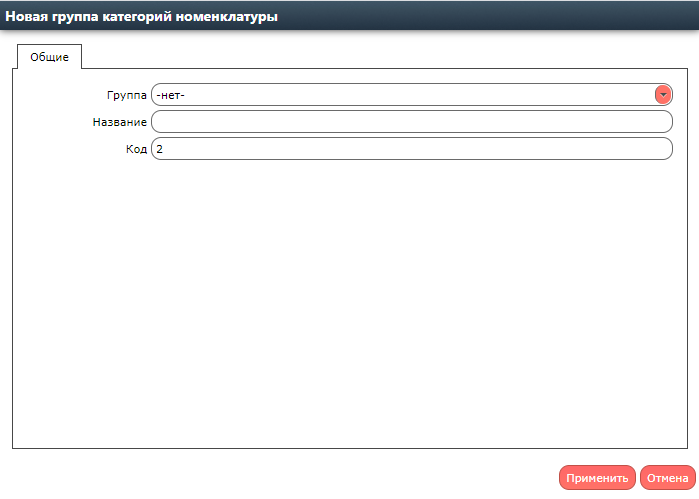 Новая группа категорий номенклатуры
Общие
Группа -нет-
Название
Код 2
Применить Отмена